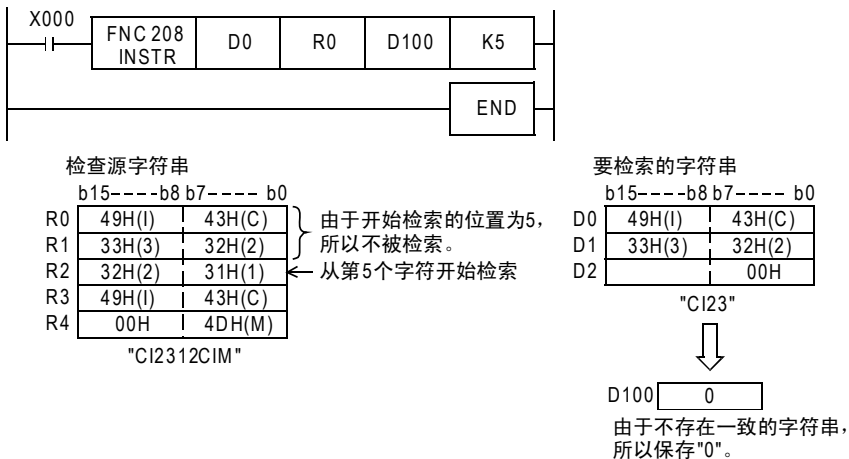 X000
FNC 208 INSTR D0 R0 D100 K5
END
检查源字符串
b15----b8 b7---- b0
R0 49H(I) 43H(C)
R1 33H(3) 32H(2)
R2 32H(2) 31H(1)
R3 49H(I) 43H(C)
R4 00H 4DH(M)
"CI2312CIM"
由于开始检索的位置为5，
所以不被检索。
从第5个字符开始检索
要检索的字符串
b15----b8 b7---- b0
D0 49H(I) 43H(C)
D1 33H(3) 32H(2)
D2 00H
"CI23"
D100 0
由于不存在一致的字符串，
所以保存"0"。